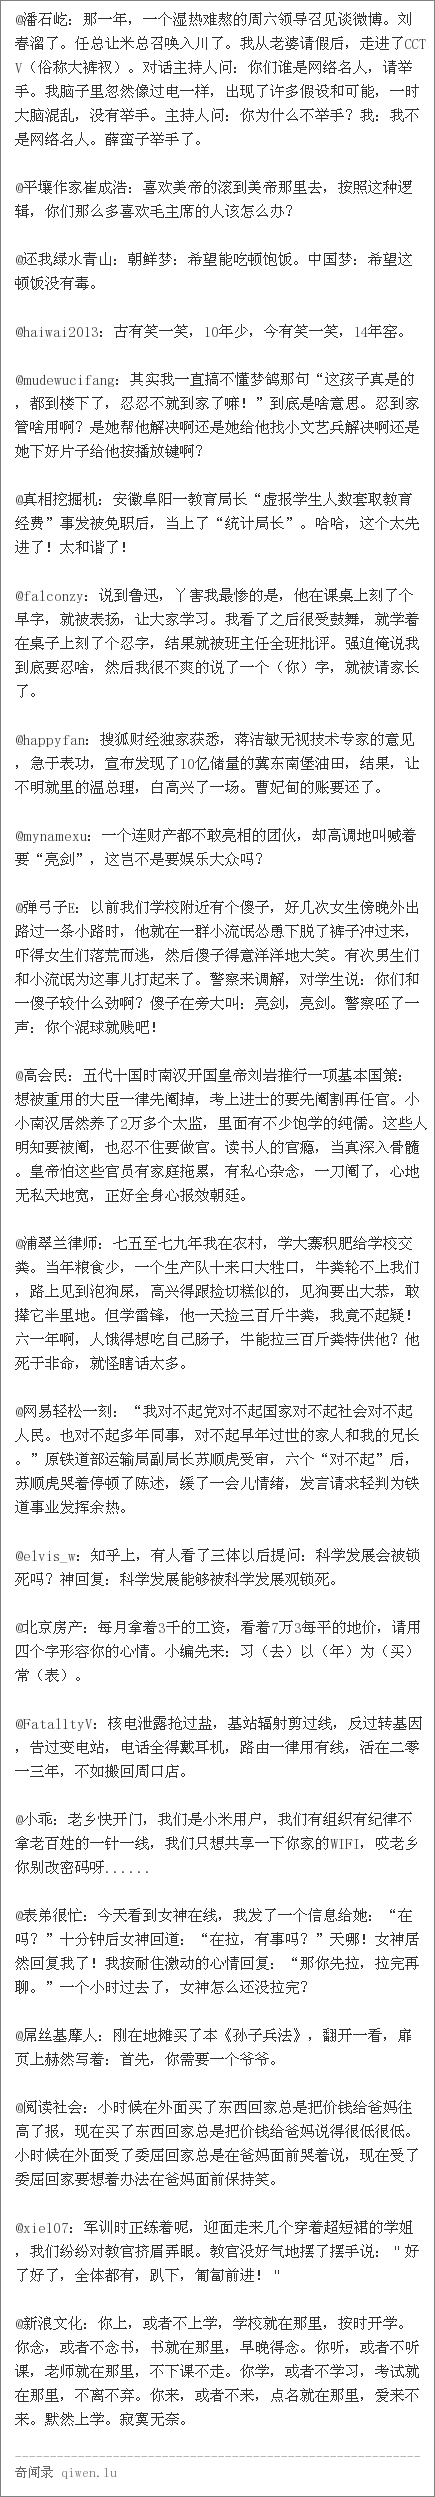 @潘石屹：那一年，一个湿热难熬的周六领导召见谈微博。刘
春溜了。任总让米总召唤入川了。我从老婆请假后，走进了CCT
V（俗称大裤衩）。对话主持人问：你们谁是网络名人，请举
手。我脑子里忽然像过电一样，出现了许多假设和可能，一时
大脑混乱，没有举手。主持人问：你为什么不举手？我：我不
是网络名人。薛蛮子举手了。
@平壤作家崔成浩：喜欢美帝的滚到美帝那里去，按照这种逻
辑，你们那么多喜欢毛主席的人该怎么办？
@还我绿水青山：朝鲜梦：希望能吃顿饱饭。中国梦：希望这
顿饭没有毒。
@haiwai2013：古有笑一笑，10年少，今有笑一笑，14年窑。
@mudewucifang：其实我一直搞不懂梦鸽那句“这孩子真是的
，都到楼下了，忍忍不就到家了嘛！”到底是啥意思。忍到家
管啥用啊？是她帮他解决啊还是她给他找小文艺兵解决啊还是
她下好片子给他按播放键啊？
@真相挖掘机：安徽阜阳一教育局长“虚报学生人数套取教育
经费”事发被免职后，当上了“统计局长”。哈哈，这个太先
进了！太和谐了！
@falconzy：说到鲁迅，丫害我最惨的是，他在课桌上刻了个
早字，就被表扬，让大家学习。我看了之后很受鼓舞，就学着
在桌子上刻了个忍字，结果就被班主任全班批评。强迫俺说我
到底要忍啥，然后我很不爽的说了一个（你）字，就被请家长
了。
@happyfan：搜狐财经独家获悉，蒋洁敏无视技术专家的意见
，急于表功，宣布发现了10亿储量的冀东南堡油田，结果，让
不明就里的温总理，白高兴了一场。曹妃甸的账要还了。
@mynamexu：一个连财产都不敢亮相的团伙，却高调地叫喊着
要“亮剑”，这岂不是要娱乐大众吗？
@弹弓子E：以前我们学校附近有个傻子，好几次女生傍晚外出
路过一条小路时，他就在一群小流氓怂恿下脱了裤子冲过来，
吓得女生们落荒而逃，然后傻子得意洋洋地大笑。有次男生们
和小流氓为这事儿打起来了。警察来调解，对学生说：你们和
一傻子较什么劲啊？傻子在旁大叫：亮剑，亮剑。警察呸了一
声：你个泥球就贱吧！
@高会民：五代十国时南汉开国皇帝刘岩推行一项基本国策：
想被重用的大臣一律先阉掉，考上进士的要先阉割再任官。小
小南汉居然养了2万多个太监，里面有不少饱学的纯儒。这些人
明知要被阉，也忍不住要做官。读书人的官瘾，当真深入骨髓
。皇帝怕这些官员有家庭拖累，有私心杂念，一刀阉了，心地
无私天地宽，正好全身心报效朝廷。
@浦翠兰律师：七五至七九年我在农村，学大寨积肥给学校交
粪。当年粮食少，一个生产队十来口大牲口，牛粪轮不上我们
，路上见到泡狗屎，高兴得跟捡切糕似的，见狗要出大恭，敢
撵它半里地。但学雷锋，他一天捡三百斤牛粪，我竟不起疑！
六一年啊，人饿得想吃自己肠子，牛能拉三百斤粪特供他？他
死于非命，就怪瞎话太多。
@网易轻松一刻：“我对不起党对不起国家对不起社会对不起
人民。也对不起多年同事，对不起早年过世的家人和我的兄长
。”原铁道部运输局副局长苏顺虎受审，六个“对不起”后，
苏顺虎哭着停顿了陈述，缓了一会儿情绪，发言请求轻判为铁
道事业发挥余热。
@elvis_w：知乎上，有人看了三体以后提问：科学发展会被锁
死吗？神回复：科学发展能够被科学发展观锁死。
@北京房产：每月拿着3千的工资，看着7万3每平的地价，请用
四个字形容你的心情。小编先来：习（去）以（年）为（买）
常（表）。
@FatalltyV：核电泄露抢过盐，基站辐射剪过线，反过转基因
，告过变电站，电话全得戴耳机，路由一律用有线，活在二零
一三年，不如搬回周口店。
@小乖：老乡快开门，我们是小米用户，我们有组织有纪律不
拿老百姓的一针一线，我们只想共享一下你家的WIFI，哎老乡
你别改密码呀......
@表弟很忙：今天看到女神在线，我发了一个信息给她：“在
吗？”十分钟后女神回道：“在拉，有事吗？”天哪！女神居
然回复我了！我按耐住激动的心情回复：“那你先拉，拉完再
聊。”一个小时过去了，女神怎么还没拉完？
@屌丝基摩人：刚在地摊买了本《孙子兵法》，翻开一看，扉
页上赫然写着：首先，你需要一个爷爷。
@阅读社会：小时候在外面买了东西回家总是把价钱给爸妈往
高了报，现在买了东西回家总是把价钱给爸妈说得很低很低。
小时候在外面受了委屈回家总是在爸妈面前哭着说，现在受了
委屈回家要想着办法在爸妈面前保持笑。
@xie107：军训时正练着呢，迎面走来几个穿着超短裙的学姐
，我们纷纷对教官挤眉弄眼。教官没好气地摆了摆手说："好
了好了，全体都有，趴下，匍匐前进！"
@新浪文化：你上，或者不上学，学校就在那里，按时开学。
你念，或者不念书，书就在那里，早晚得念。你听，或者不听
课，老师就在那里，不下课不走。你学，或者不学习，考试就
在那里，不离不弃。你来，或者不来，点名就在那里，爱来不
来。默然上学。寂寞无奈。
奇闻录 qiwen.lu